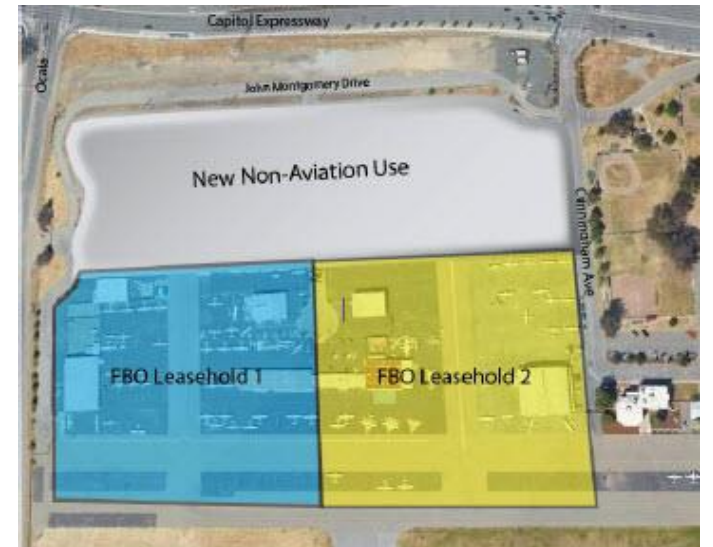 Capitol Expressway
Ocala
John Montgomery Drive
New Non-Aviation Use
Cunningham Ave
FBO Leasehold 1
FBO Leasehold 2